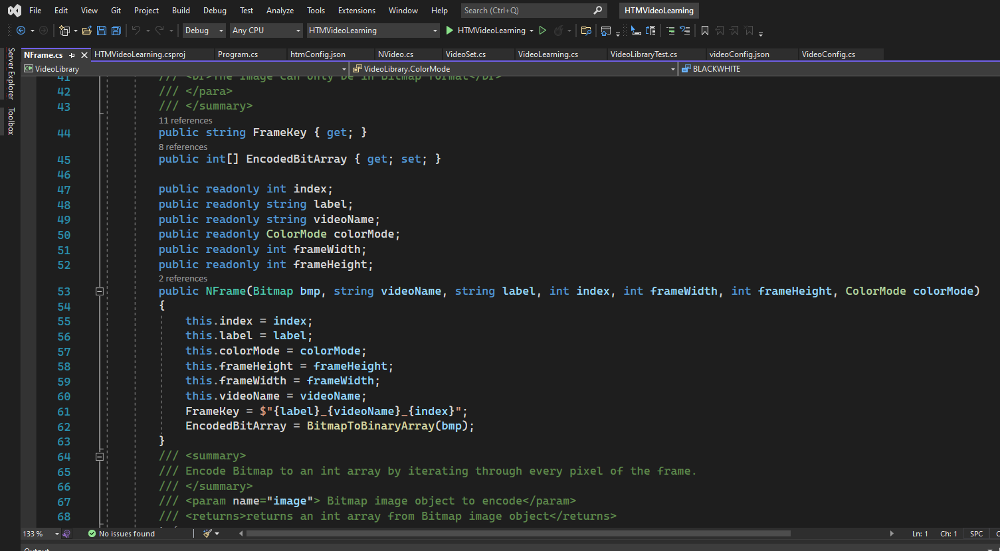 File Edit View Git Project Build Debug Test Analyze Tools Extensions Window Help Search (Ctrl+Q) HTMVideoLearning
Debug Any CPU HTMVideoLearning HTMVideoLearning
NFrame.cs HTMVideoLearning.csproj Program.cs htmConfig.json NVideo.cs VideoSet.cs VideoLearning.cs VideoLibraryTest.cs videoConfig.json VideoConfig.cs
Server Explorer
Toolbox
C# VideoLibrary VideoLibrary.ColorMode BLACKWHITE
41 /// <br>The image can only be in Bitmap format</br>
42 /// </para>
43 /// </summary>
11 references
44 public string FrameKey { get; }
8 references
45 public int[] EncodedBitArray { get; set; }
46
47 public readonly int index;
48 public readonly string label;
49 public readonly string videoName;
50 public readonly ColorMode colorMode;
51 public readonly int frameWidth;
52 public readonly int frameHeight;
2 references
53 public NFrame(Bitmap bmp, string videoName, string label, int index, int frameWidth, int frameHeight, ColorMode colorMode)
54 {
55 this.index = index;
56 this.label = label;
57 this.colorMode = colorMode;
58 this.frameHeight = frameHeight;
59 this.frameWidth = frameWidth;
60 this.videoName = videoName;
61 FrameKey = $"{label}_{videoName}_{index}";
62 EncodedBitArray = BitmapToBinaryArray(bmp);
63 }
64 /// <summary>
65 /// Encode Bitmap to an int array by iterating through every pixel of the frame.
66 /// </summary>
67 /// <param name="image"> Bitmap image object to encode</param>
68 /// <returns>returns an int array from Bitmap image object</returns>
133 % No issues found Ln: 1 Ch: 1 SPC
Output